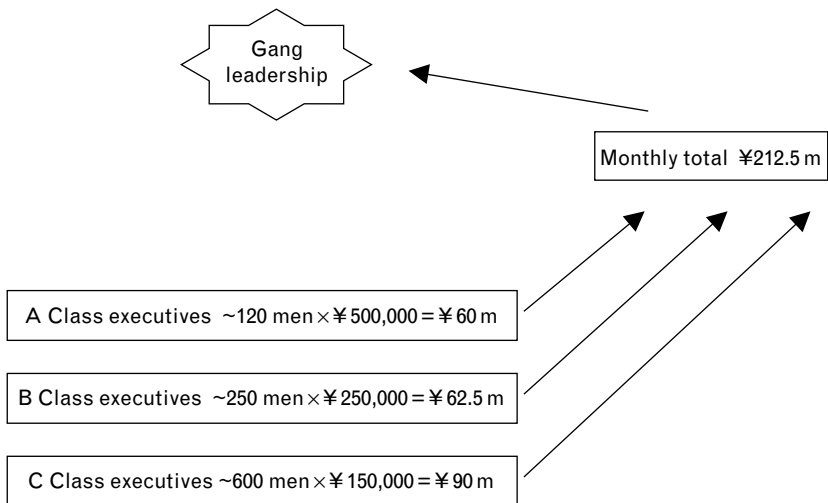 Gang
leadership
Monthly total ¥212.5 m
A Class executives ~120 men×¥500,000=¥60 m
B Class executives ~250 men×¥250,000=¥62.5 m
C Class executives ~600 men×¥150,000=¥90 m